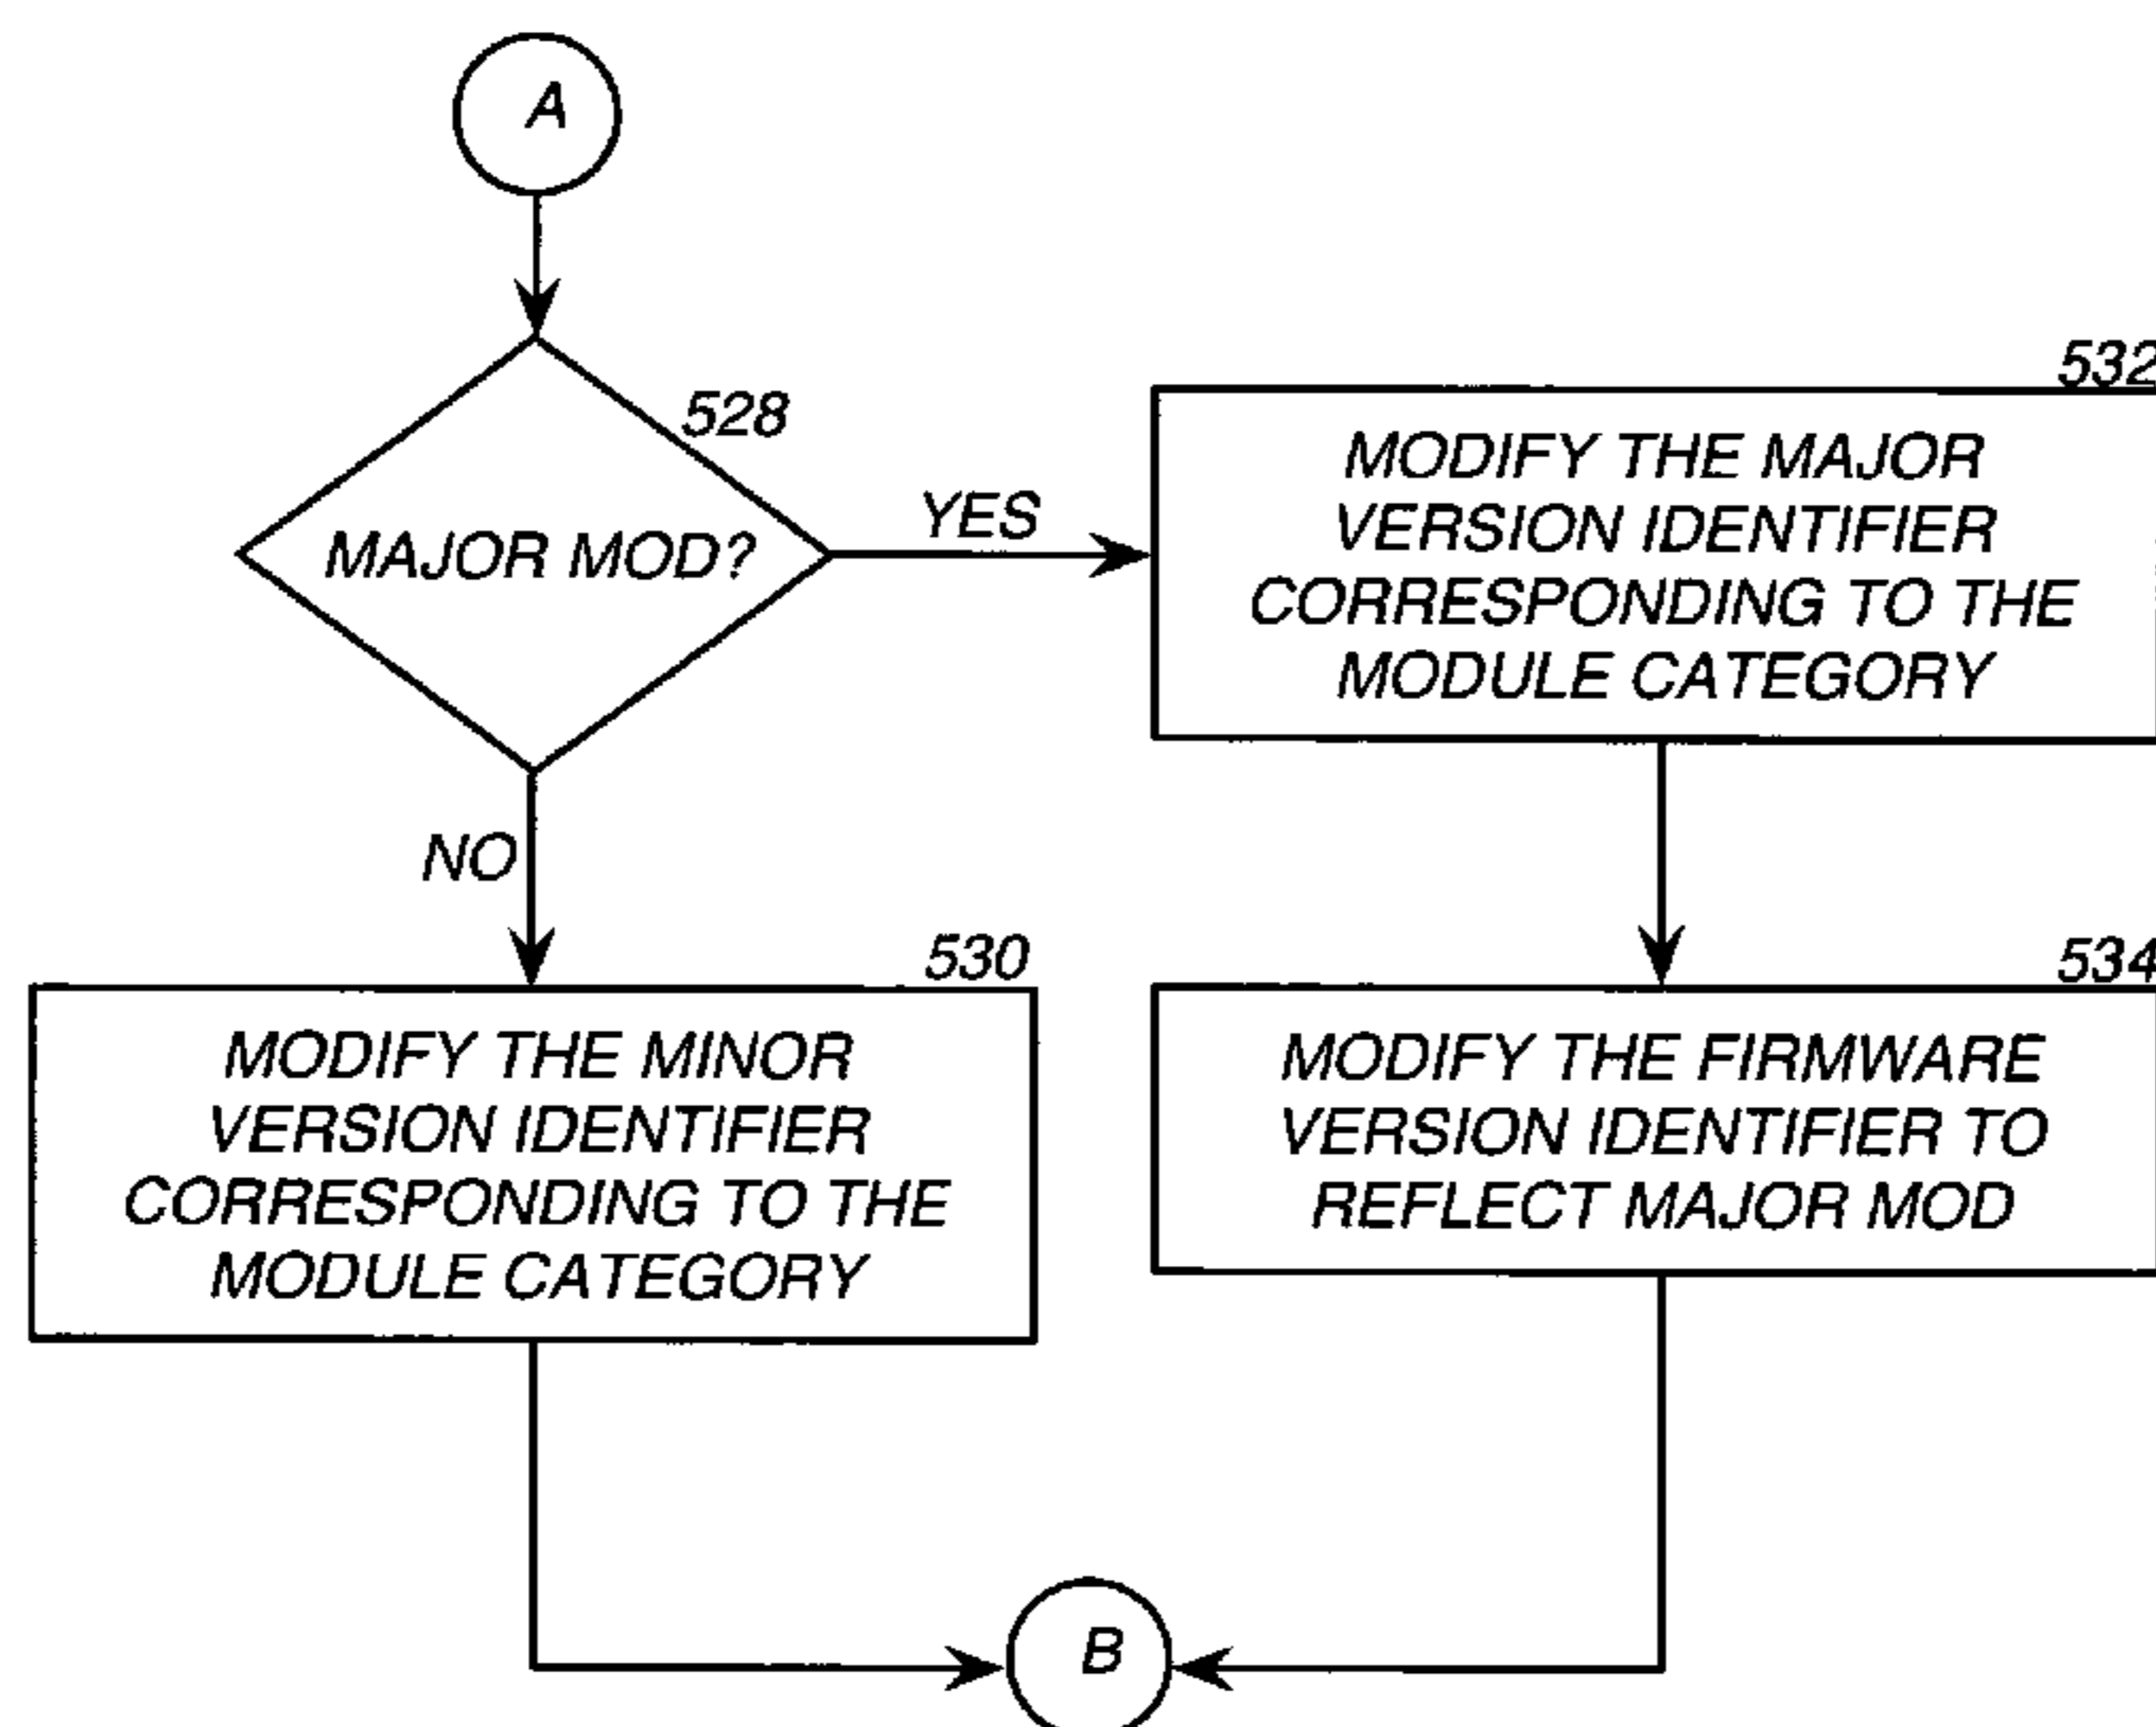 A
528
MAJOR MOD?
YES
532
MODIFY THE MAJOR
VERSION IDENTIFIER
CORRESPONDING TO THE
MODULE CATEGORY
NO
530
MODIFY THE MINOR
VERSION IDENTIFIER
CORRESPONDING TO THE
MODULE CATEGORY
534
MODIFY THE FIRMWARE
VERSION IDENTIFIER TO
REFLECT MAJOR MOD
B